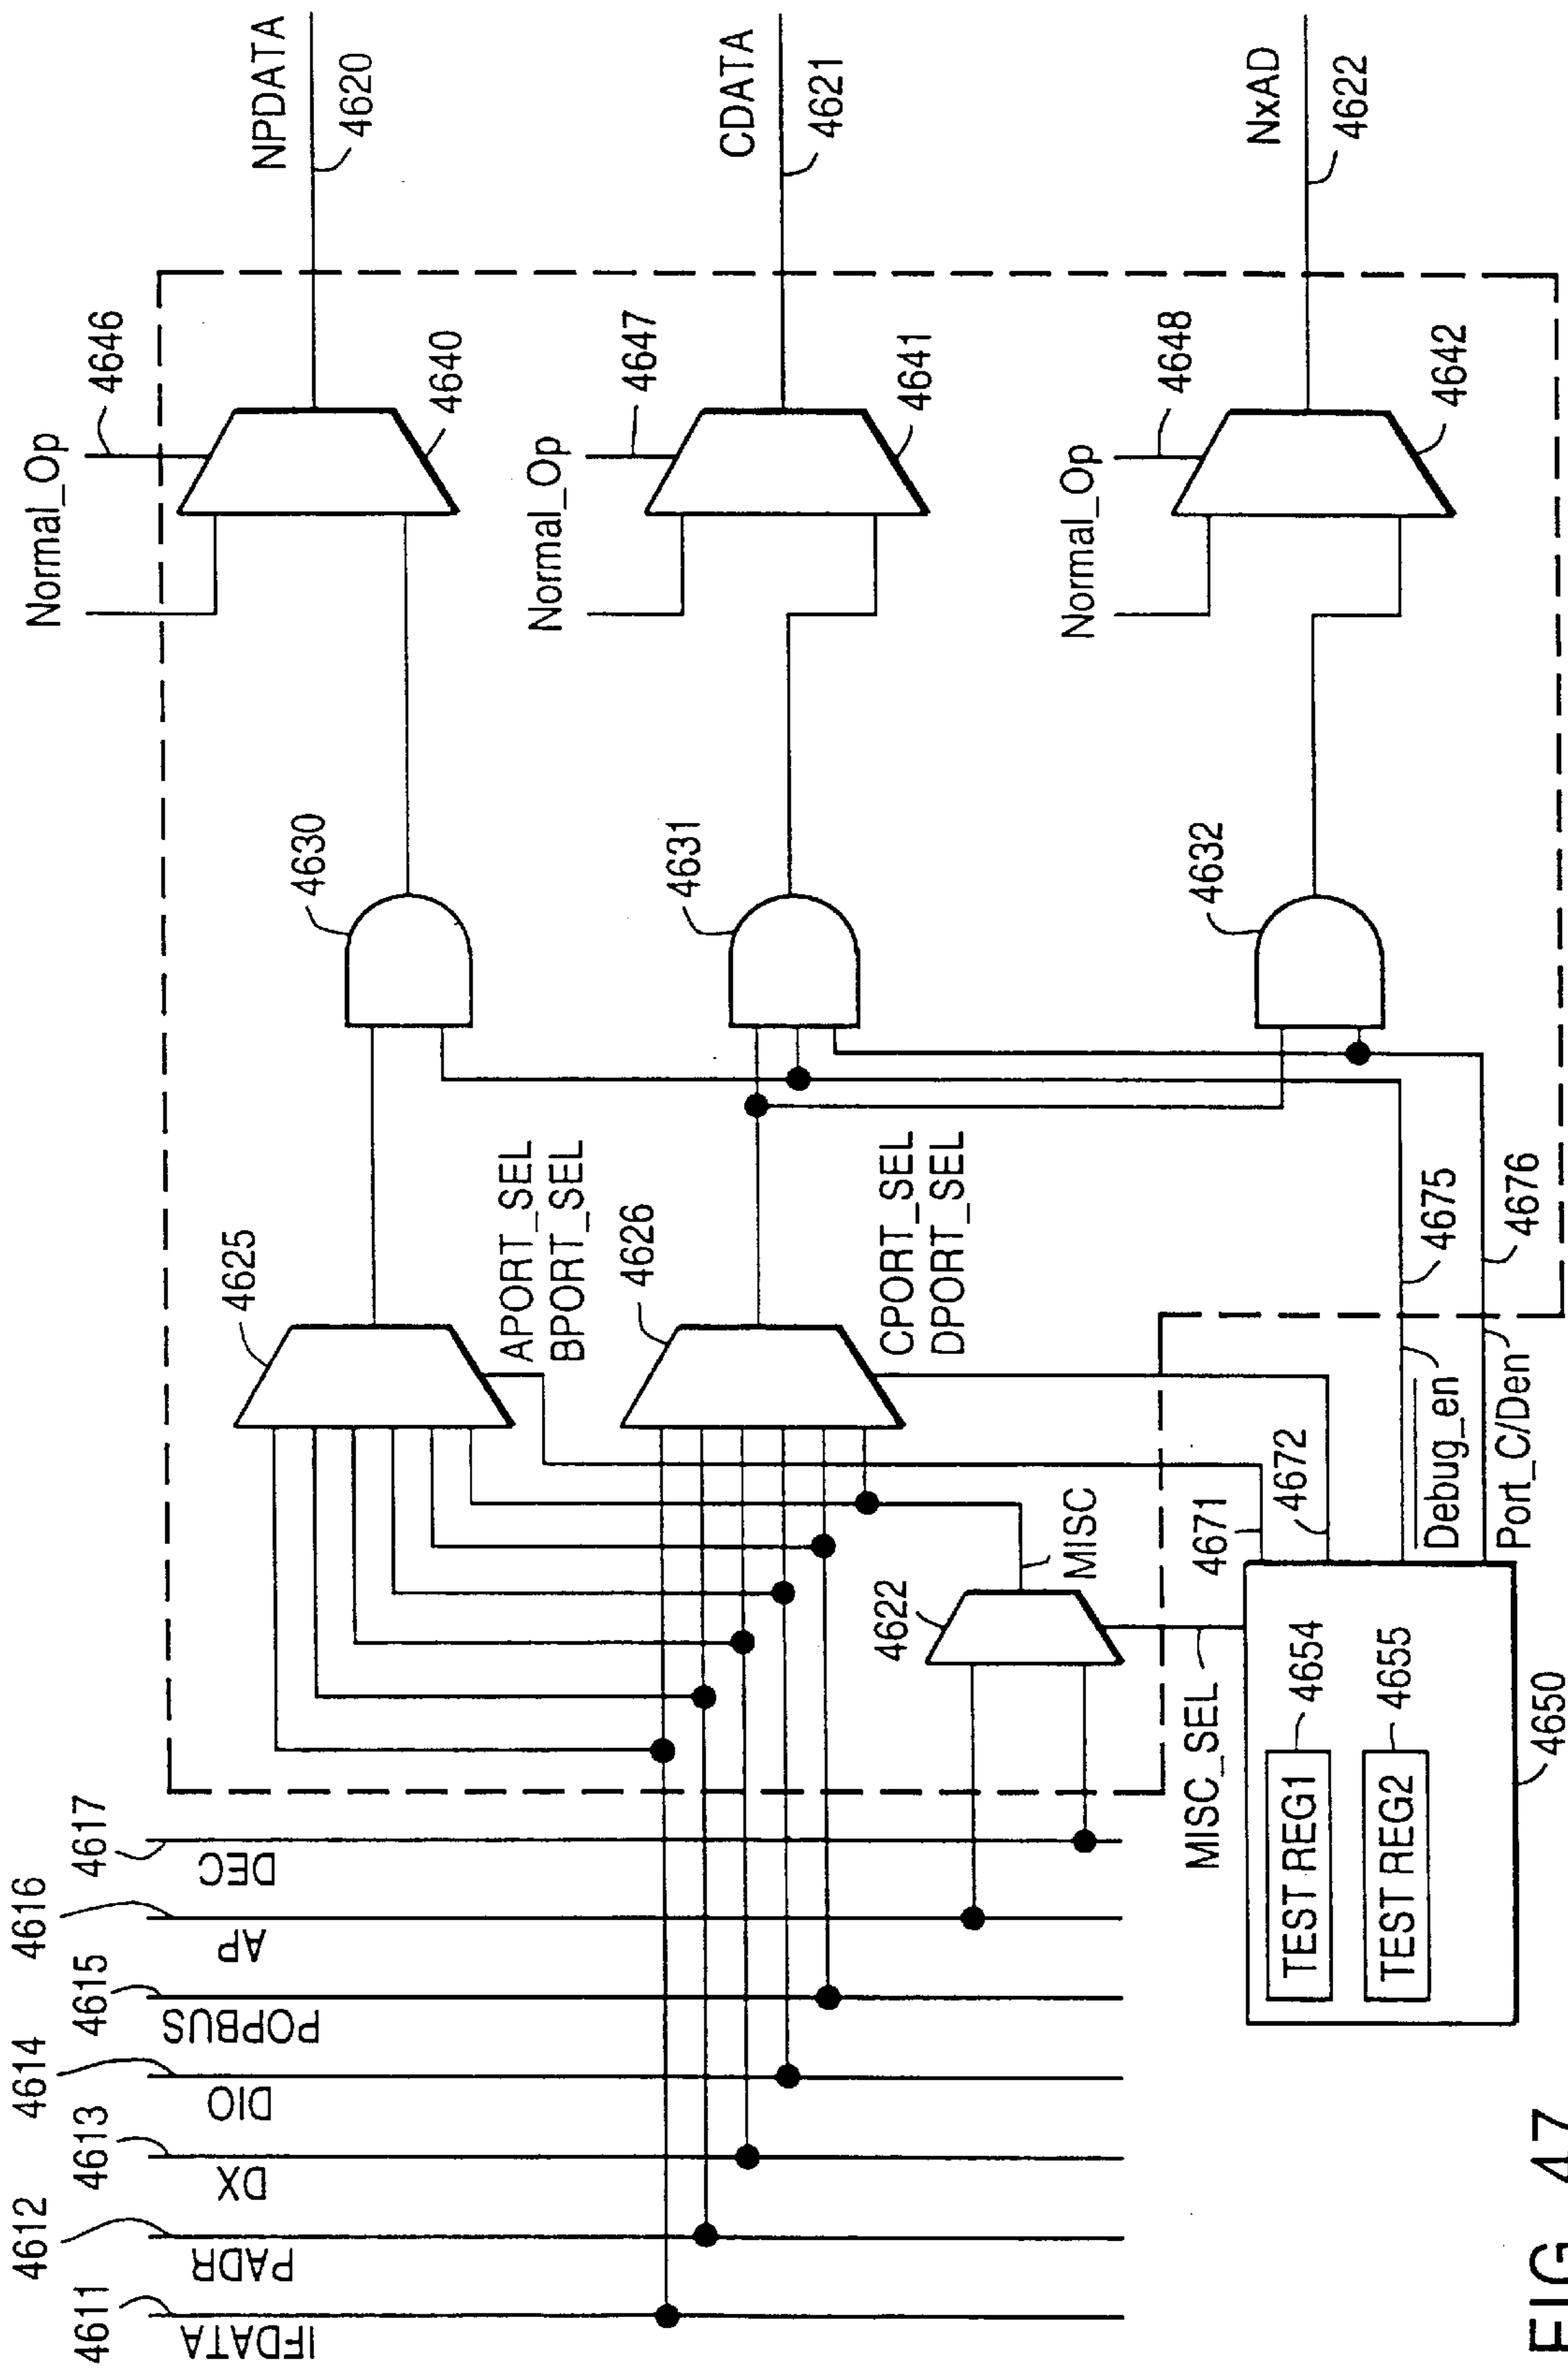 4611
IFDATA
4612
PADR
4613
DX
4614
DIO
4615
POPBUS
4616
AP
4617
DEC
4625
APORT_SEL
BPORT_SEL
4626
CPORT_SEL
DPORT_SEL
4622
MISC
MISC_SEL
4671
4672
TEST REG1
4654
TEST REG2
4655
4650
Debug_en
Port_C/Den
4675
4676
4630
4631
4632
Normal_Op
4646
4640
NPDATA
4620
Normal_Op
4647
4641
CDATA
4621
Normal_Op
4648
4642
NxAD
4622
FIG. 47